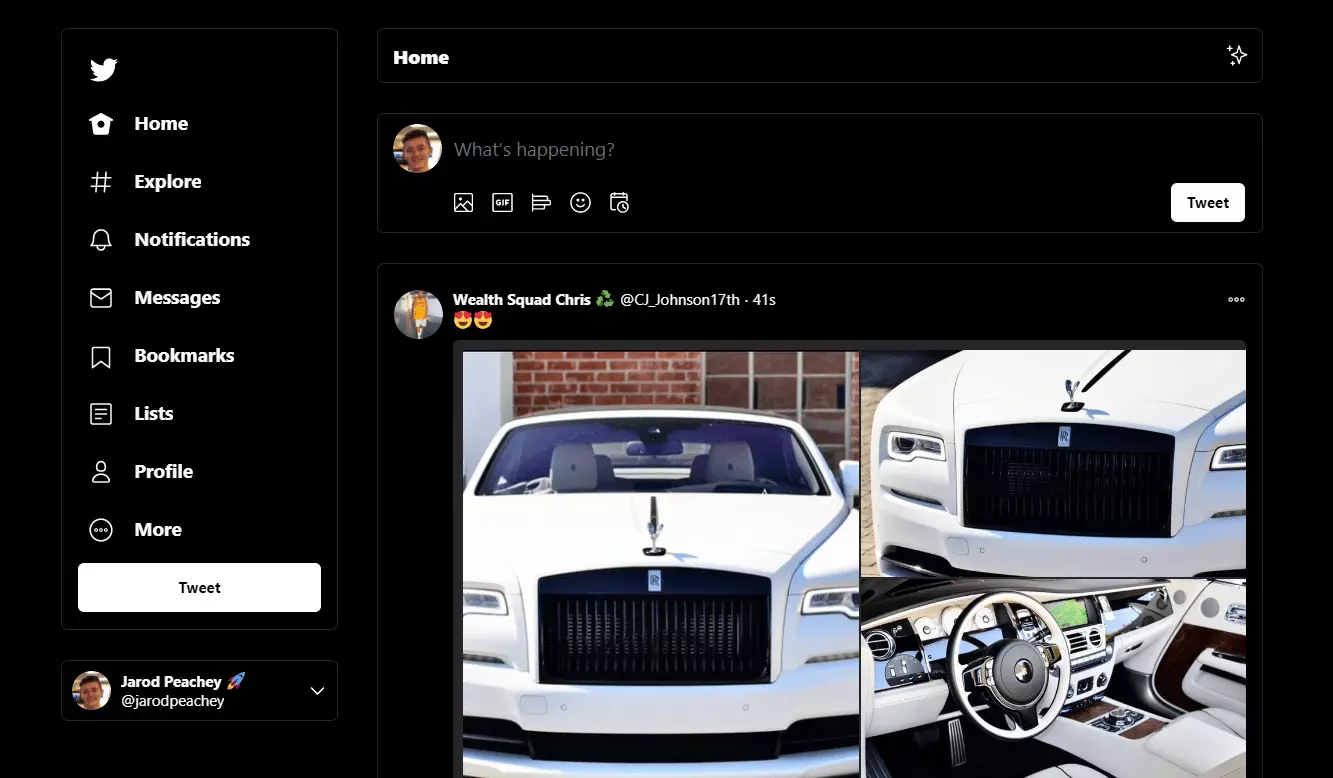 Home
Explore
Notifications
Messages
Bookmarks
Lists
Profile
More
Tweet
Jarod Peachey 🚀
@jarodpeachey
Home
What's happening?
GIF
Tweet
Wealth Squad Chris ♻️ @CJ_Johnson17th · 41s
😍😍